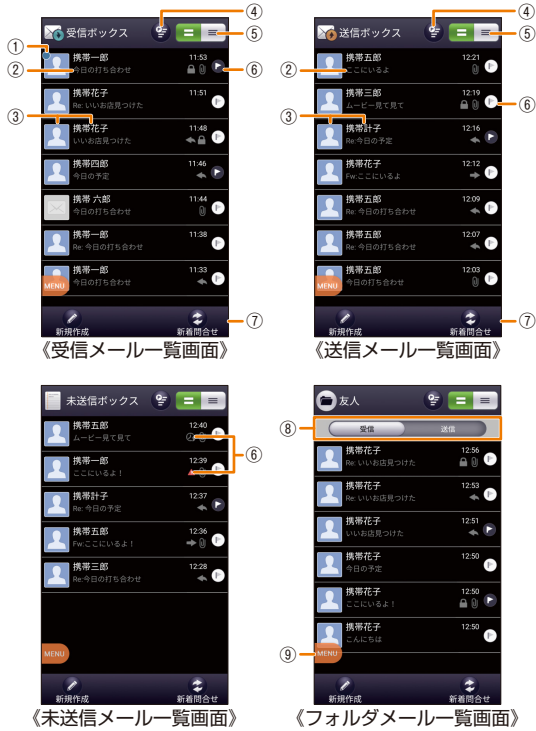 ④
受信ボックス
⑤
①
携帯一郎 11:53
② 今日の打ち合わせ ⑥
携帯花子 11:51
Re: いいお店見つけた
③
携帯花子 11:48
いいお店見つけた
携帯四郎 11:46
今日の予定
携帯 六郎 11:44
今日の打ち合わせ
携帯一郎 11:38
Re: 今日の打ち合わせ
携帯一郎 11:33
今日の打ち合わせ
MENU
新規作成 新着問合せ ⑦
《受信メール一覧画面》
④
送信ボックス
⑤
携帯五郎 12:21
② ここにいるよ
携帯三郎 12:19
ムービー見て見て ⑥
③
携帯計子 12:16
Re:今日の予定
携帯花子 12:12
Fw:ここにいるよ
携帯五郎 12:09
Re: 今日の打ち合わせ
携帯五郎 12:07
Re: 今日の打ち合わせ
携帯五郎 12:03
今日の打ち合わせ
MENU
新規作成 新着問合せ ⑦
《送信メール一覧画面》
未送信ボックス
携帯五郎 12:40
ムービー見て見て
⑥
携帯一郎 12:39
ここにいるよ！
携帯計子 12:37
Re: 今日の予定
携帯五郎 12:36
Fw:ここにいるよ！
携帯三郎 12:28
Re:今日の打ち合わせ
MENU
新規作成 新着問合せ
《未送信メール一覧画面》
友人
⑧ 受信 送信
携帯花子 12:56
Re: いいお店見つけた
携帯花子 12:53
Re: いいお店見つけた
携帯花子 12:51
いいお店見つけた
携帯花子 12:50
今日の予定
携帯花子 12:50
ここにいるよ！
携帯花子 12:50
こんにちは
⑨ MENU
新規作成 新着問合せ
《フォルダメール一覧画面》